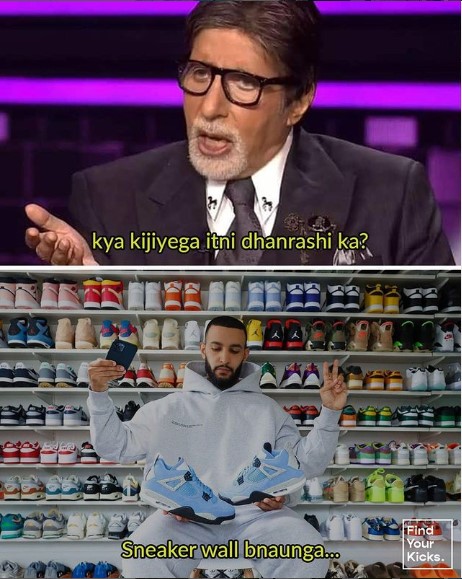 kya kijiyega itni dhanrashi ka?
Sneaker wall bnaunga...
Find
Your
Kicks.